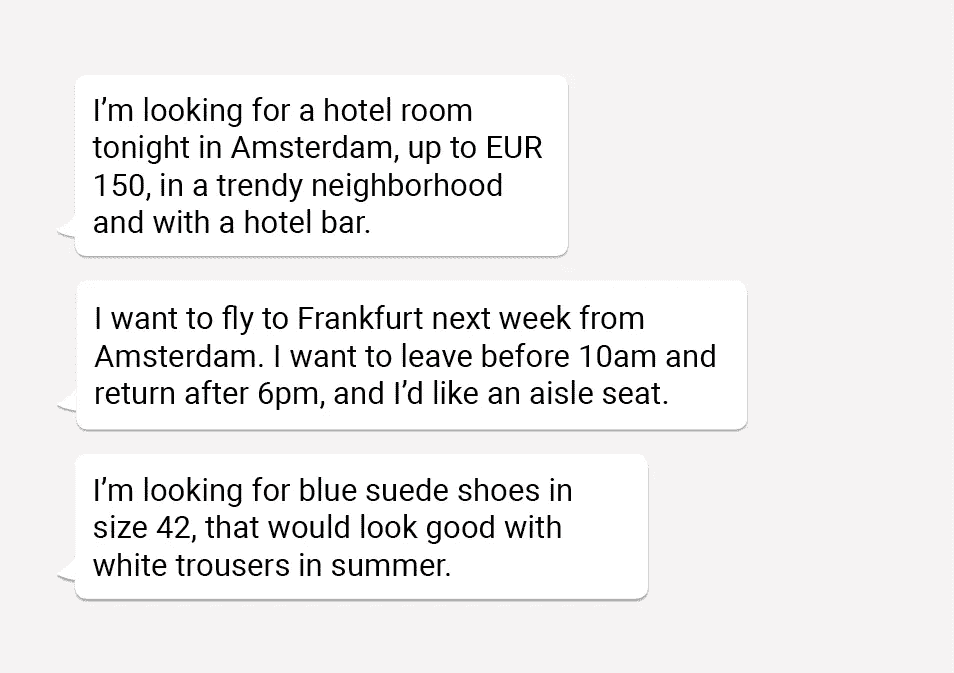 I’m looking for a hotel room
tonight in Amsterdam, up to EUR
150, in a trendy neighborhood
and with a hotel bar.
I want to fly to Frankfurt next week from
Amsterdam. I want to leave before 10am and
return after 6pm, and I’d like an aisle seat.
I’m looking for blue suede shoes in
size 42, that would look good with
white trousers in summer.